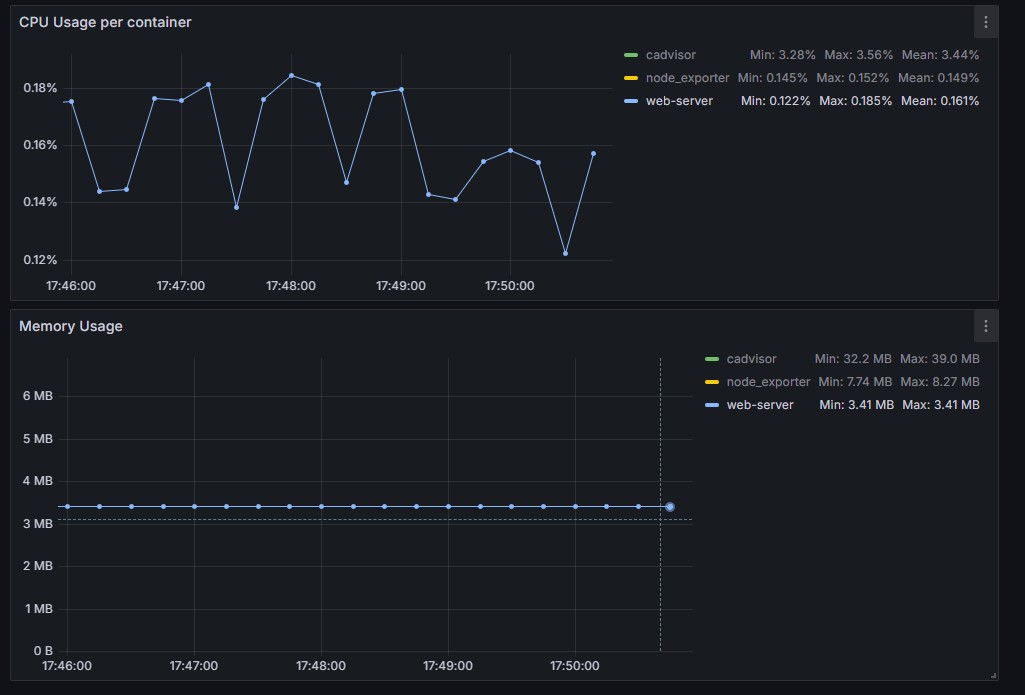 CPU Usage per container
cadvisor Min: 3.28% Max: 3.56% Mean: 3.44%
node_exporter Min: 0.145% Max: 0.152% Mean: 0.149%
web-server Min: 0.122% Max: 0.185% Mean: 0.161%
0.18%
0.16%
0.14%
0.12%
17:46:00 17:47:00 17:48:00 17:49:00 17:50:00
Memory Usage
cadvisor Min: 32.2 MB Max: 39.0 MB
node_exporter Min: 7.74 MB Max: 8.27 MB
web-server Min: 3.41 MB Max: 3.41 MB
6 MB
5 MB
4 MB
3 MB
2 MB
1 MB
0 B
17:46:00 17:47:00 17:48:00 17:49:00 17:50:00